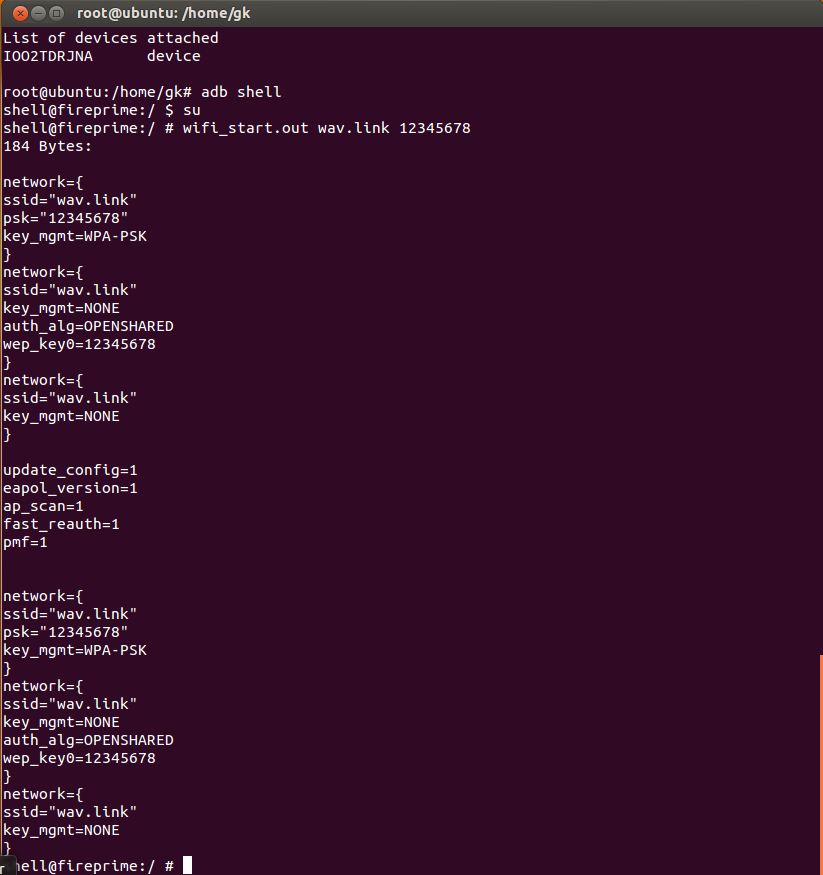 root@ubuntu: /home/gk
List of devices attached
IOO2TDRJNA device
root@ubuntu:/home/gk# adb shell
shell@fireprime:/ $ su
shell@fireprime:/ # wifi_start.out wav.link 12345678
184 Bytes:
network={
ssid="wav.link"
psk="12345678"
key_mgmt=WPA-PSK
}
network={
ssid="wav.link"
key_mgmt=NONE
auth_alg=OPENSHARED
wep_key0=12345678
}
network={
ssid="wav.link"
key_mgmt=NONE
}
update_config=1
eapol_version=1
ap_scan=1
fast_reauth=1
pmf=1
network={
ssid="wav.link"
psk="12345678"
key_mgmt=WPA-PSK
}
network={
ssid="wav.link"
key_mgmt=NONE
auth_alg=OPENSHARED
wep_key0=12345678
}
network={
ssid="wav.link"
key_mgmt=NONE
}
shell@fireprime:/ #